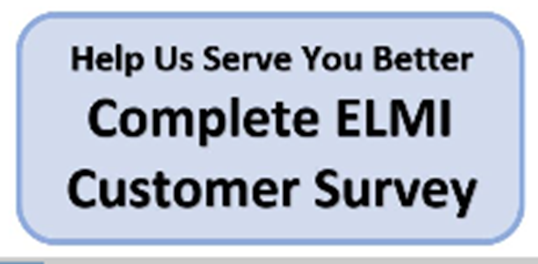 Help Us Serve You Better
Complete ELMI
Customer Survey